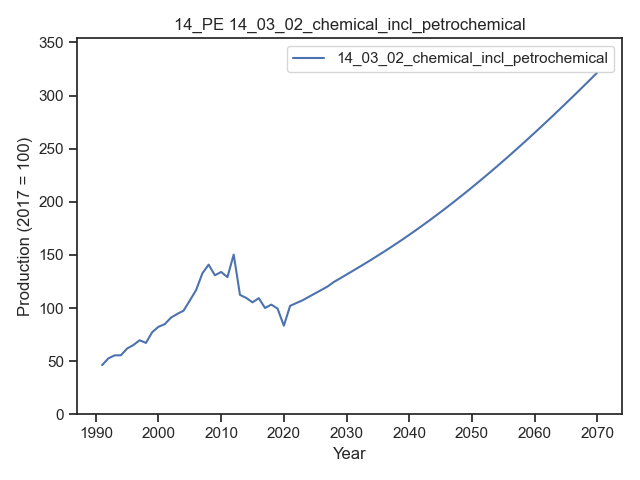 14_PE 14_03_02_chemical_incl_petrochemical
14_03_02_chemical_incl_petrochemical
Production (2017 = 100)
350
300
250
200
150
100
50
0
1990 2000 2010 2020 2030 2040 2050 2060 2070
Year